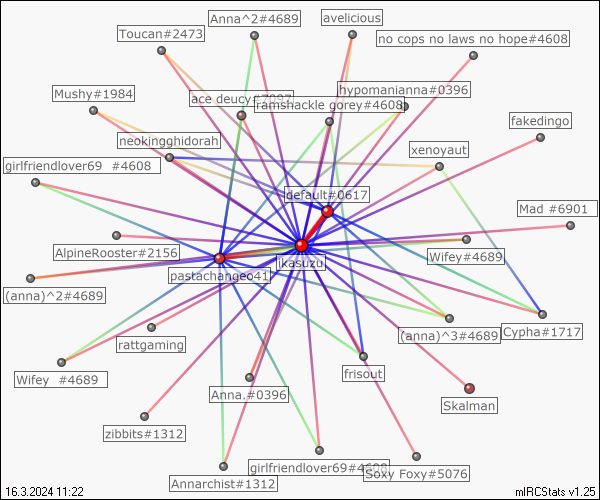 Anna^2#4689
avelicious
Toucan#2473
no cops no laws no hope#4608
Mushy#1984
hypomanianna#0396
ace deucy#7097
ramshackle gorey#4608
fakedingo
neokingghidorah
xenoyaut
girlfriendlover69 #4608
default#0617
Mad #6901
AlpineRooster#2156
Wifey#4689
ikasuzu
pastachangeo41
(anna)^2#4689
(anna)^3#4689
Cypha#1717
rattgaming
frisout
Wifey #4689
Anna.#0396
Skalman
zibbits#1312
girlfriendlover69#4608
Soxy Foxy#5076
Annarchist#1312
16.3.2024 11:22
mIRCStats v1.25